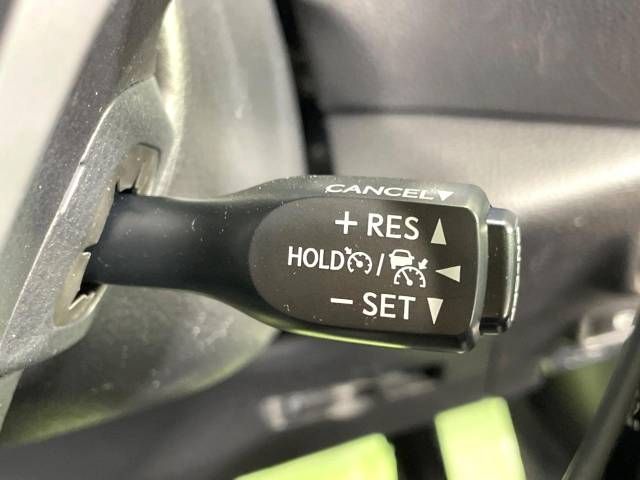 CANCEL
+ RES
HOLD /
− SET